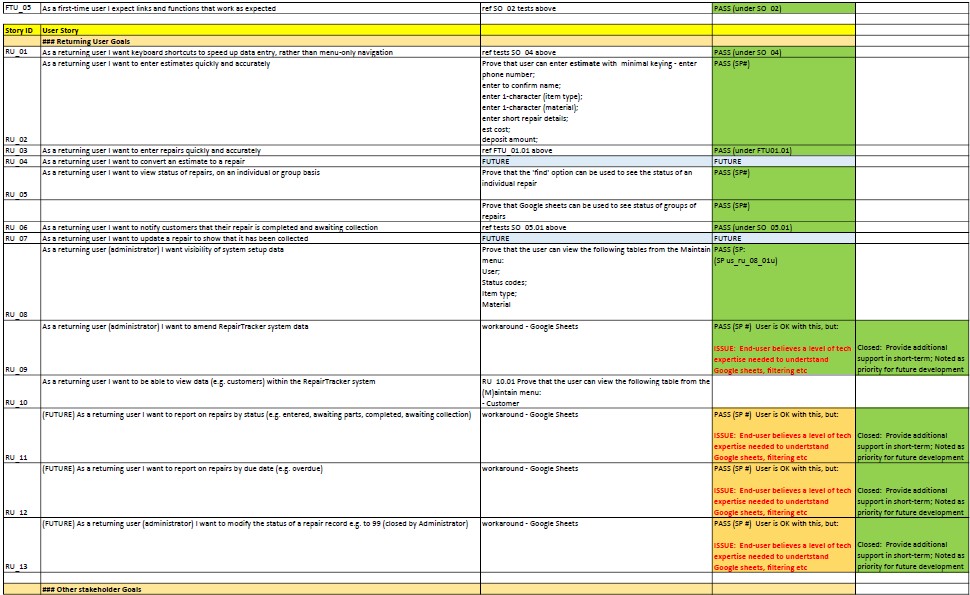 FTU_05 As a first-time user I expect links and functions that work as expected ref SO_02 tests above PASS (under SO_02)
Story ID User Story
### Returning User Goals
RU_01 As a returning user I want keyboard shortcuts to speed up data entry, rather than menu-only navigation ref tests SO_04 above PASS (under SO_04)
As a returning user I want to enter estimates quickly and accurately Prove that user can enter estimate with minimal keying - enter PASS (SP#)
phone number;
enter to confirm name;
enter 1-character (item type);
enter 1-character (material);
enter short repair details;
est cost;
RU_02 deposit amount;
RU_03 As a returning user I want to enter repairs quickly and accurately ref FTU_01.01 above PASS (under FTU01.01)
RU_04 As a returning user I want to convert an estimate to a repair FUTURE FUTURE
As a returning user I want to view status of repairs, on an individual or group basis Prove that the 'find' option can be used to see the status of an PASS (SP#)
individual repair
RU_05
Prove that Google sheets can be used to see status of groups of PASS (SP#)
repairs
RU_06 As a returning user I want to notify customers that their repair is completed and awaiting collection ref tests SO_05.01 above PASS (under SO_05.01)
RU_07 As a returning user I want to update a repair to show that it has been collected FUTURE FUTURE
As a returning user (administrator) I want visibility of system setup data Prove that the user can view the following tables from the Maintain PASS (SP:
menu: (SP us_ru_08_01u)
User;
Status codes;
Item type;
Material
RU_08
As a returning user (administrator) I want to amend RepairTracker system data workaround - Google Sheets PASS (SP #) User is OK with this, but:
ISSUE: End-user believes a level of tech Closed: Provide additional
expertise needed to undertstand support in short-term; Noted as
RU_09 Google sheets, filtering etc priority for future development
As a returning user I want to be able to view data (e.g. customers) within the RepairTracker system RU_10.01 Prove that the user can view the following table from the
(M)aintain menu:
RU_10 - Customer
(FUTURE) As a returning user I want to report on repairs by status (e.g. entered, awaiting parts, completed, awaiting collection) workaround - Google Sheets PASS (SP #) User is OK with this, but:
ISSUE: End-user believes a level of tech Closed: Provide additional
expertise needed to undertstand support in short-term; Noted as
RU_11 Google sheets, filtering etc priority for future development
(FUTURE) As a returning user I want to report on repairs by due date (e.g. overdue) workaround - Google Sheets PASS (SP #) User is OK with this, but:
ISSUE: End-user believes a level of tech Closed: Provide additional
expertise needed to undertstand support in short-term; Noted as
RU_12 Google sheets, filtering etc priority for future development
(FUTURE) As a returning user (administrator) I want to modify the status of a repair record e.g. to 99 (closed by Administrator) workaround - Google Sheets PASS (SP #) User is OK with this, but:
ISSUE: End-user believes a level of tech Closed: Provide additional
expertise needed to undertstand support in short-term; Noted as
RU_13 Google sheets, filtering etc priority for future development
### Other stakeholder Goals